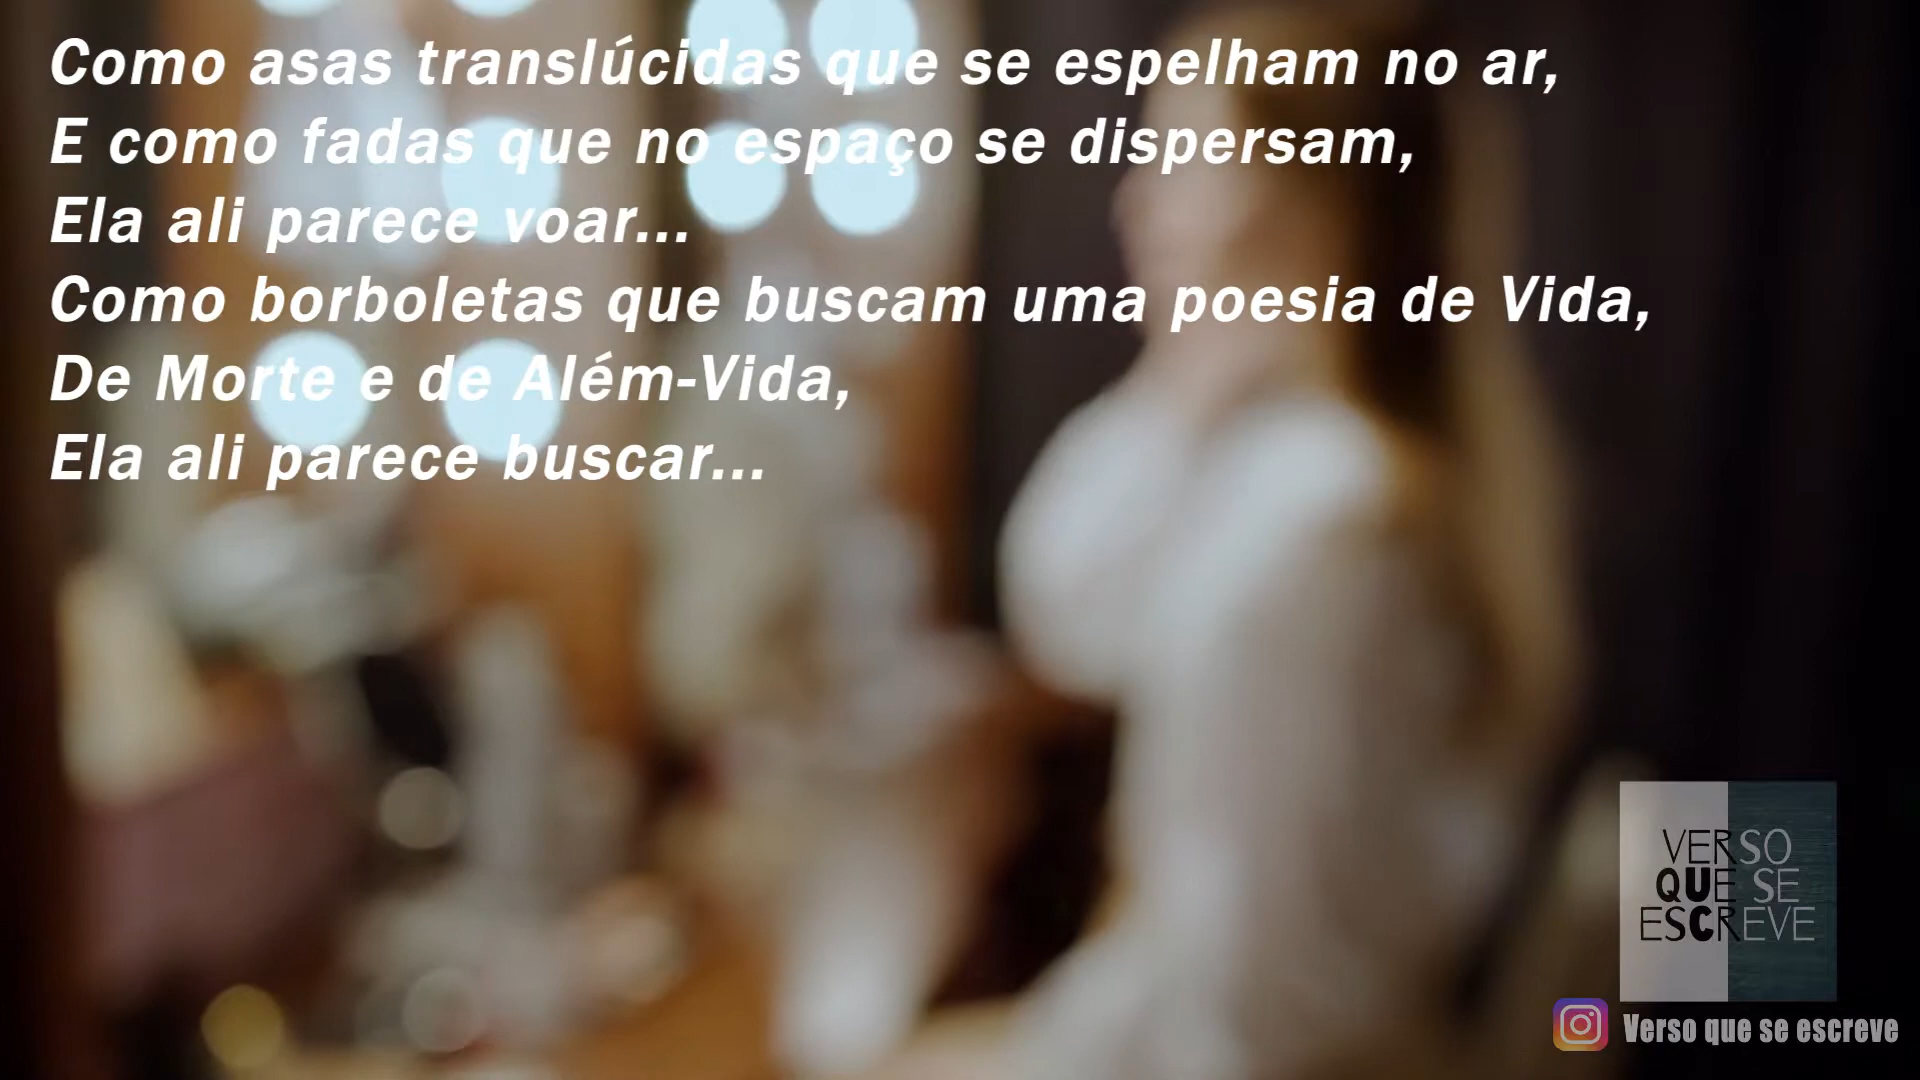 Como asas translúcidas que se espelham no ar,
E como fadas que no espaço se dispersam,
Ela ali parece voar...
Como borboletas que buscam uma poesia de Vida,
De Morte e de Além-Vida,
Ela ali parece buscar...
VERSO
QUE SE
ESCREVE
Verso que se escreve